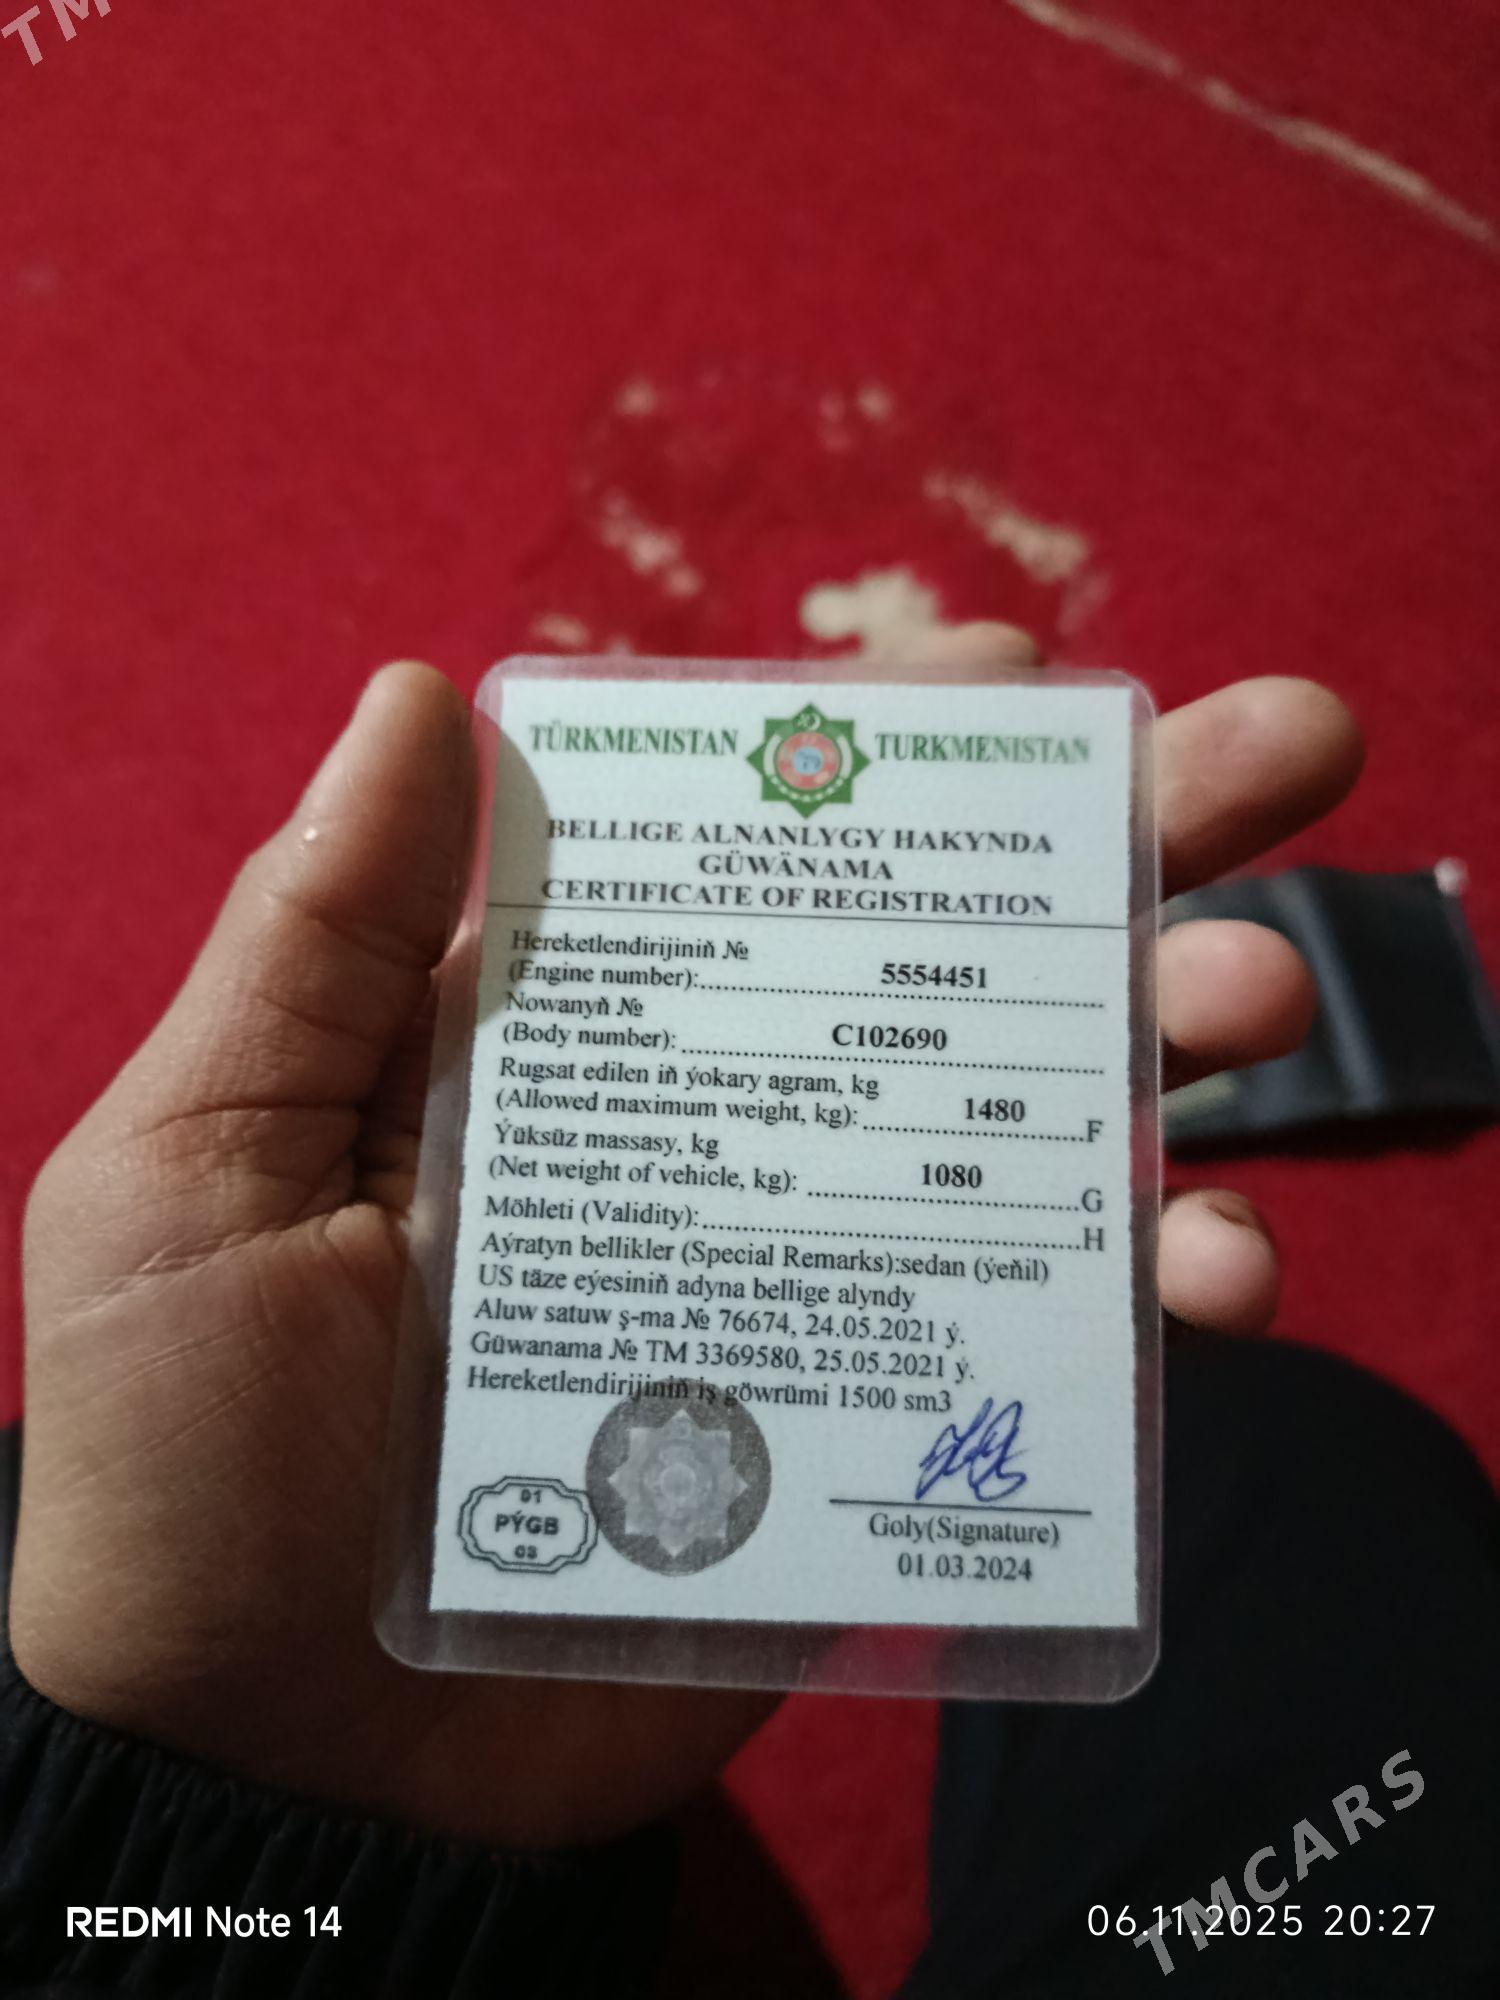 TM
TÜRKMENISTAN TURKMENISTAN
BELLIGE ALNANLYGY HAKYNDA
GÜWÄNAMA
CERTIFICATE OF REGISTRATION
Hereketlendirijiniň №
(Engine number):........ 5554451
Nowanyň №
(Body number):........ C102690
Rugsat edilen iň ýokary agram, kg
(Allowed maximum weight, kg):........ 1480 F
Ýüksüz massasy, kg
(Net weight of vehicle, kg):........ 1080 G
Möhleti (Validity):........ H
Aýratyn bellikler (Special Remarks):sedan (ýeňil)
US täze eýesiniň adyna bellige alyndy
Aluw satuw ş-ma № 76674, 24.05.2021 ý.
Güwanama № TM 3369580, 25.05.2021 ý.
Hereketlendirijiniň iş göwrümi 1500 sm3
01
PÝGB
03
Goly(Signature)
01.03.2024
REDMI Note 14
06.11.2025 20:27
TMCARS